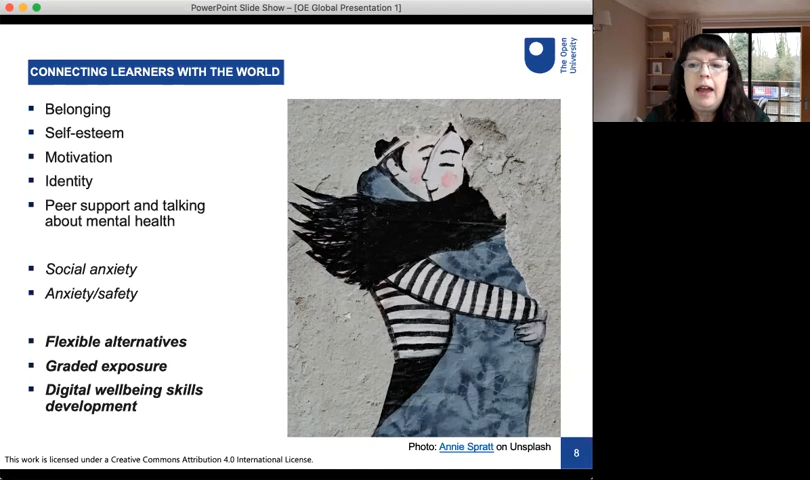 PowerPoint Slide Show - [OE Global Presentation 1]
The Open
University
CONNECTING LEARNERS WITH THE WORLD
▪ Belonging
▪ Self-esteem
▪ Motivation
▪ Identity
▪ Peer support and talking
about mental health
▪ Social anxiety
▪ Anxiety/safety
▪ Flexible alternatives
▪ Graded exposure
▪ Digital wellbeing skills
development
Photo: Annie Spratt on Unsplash
8
This work is licensed under a Creative Commons Attribution 4.0 International License.